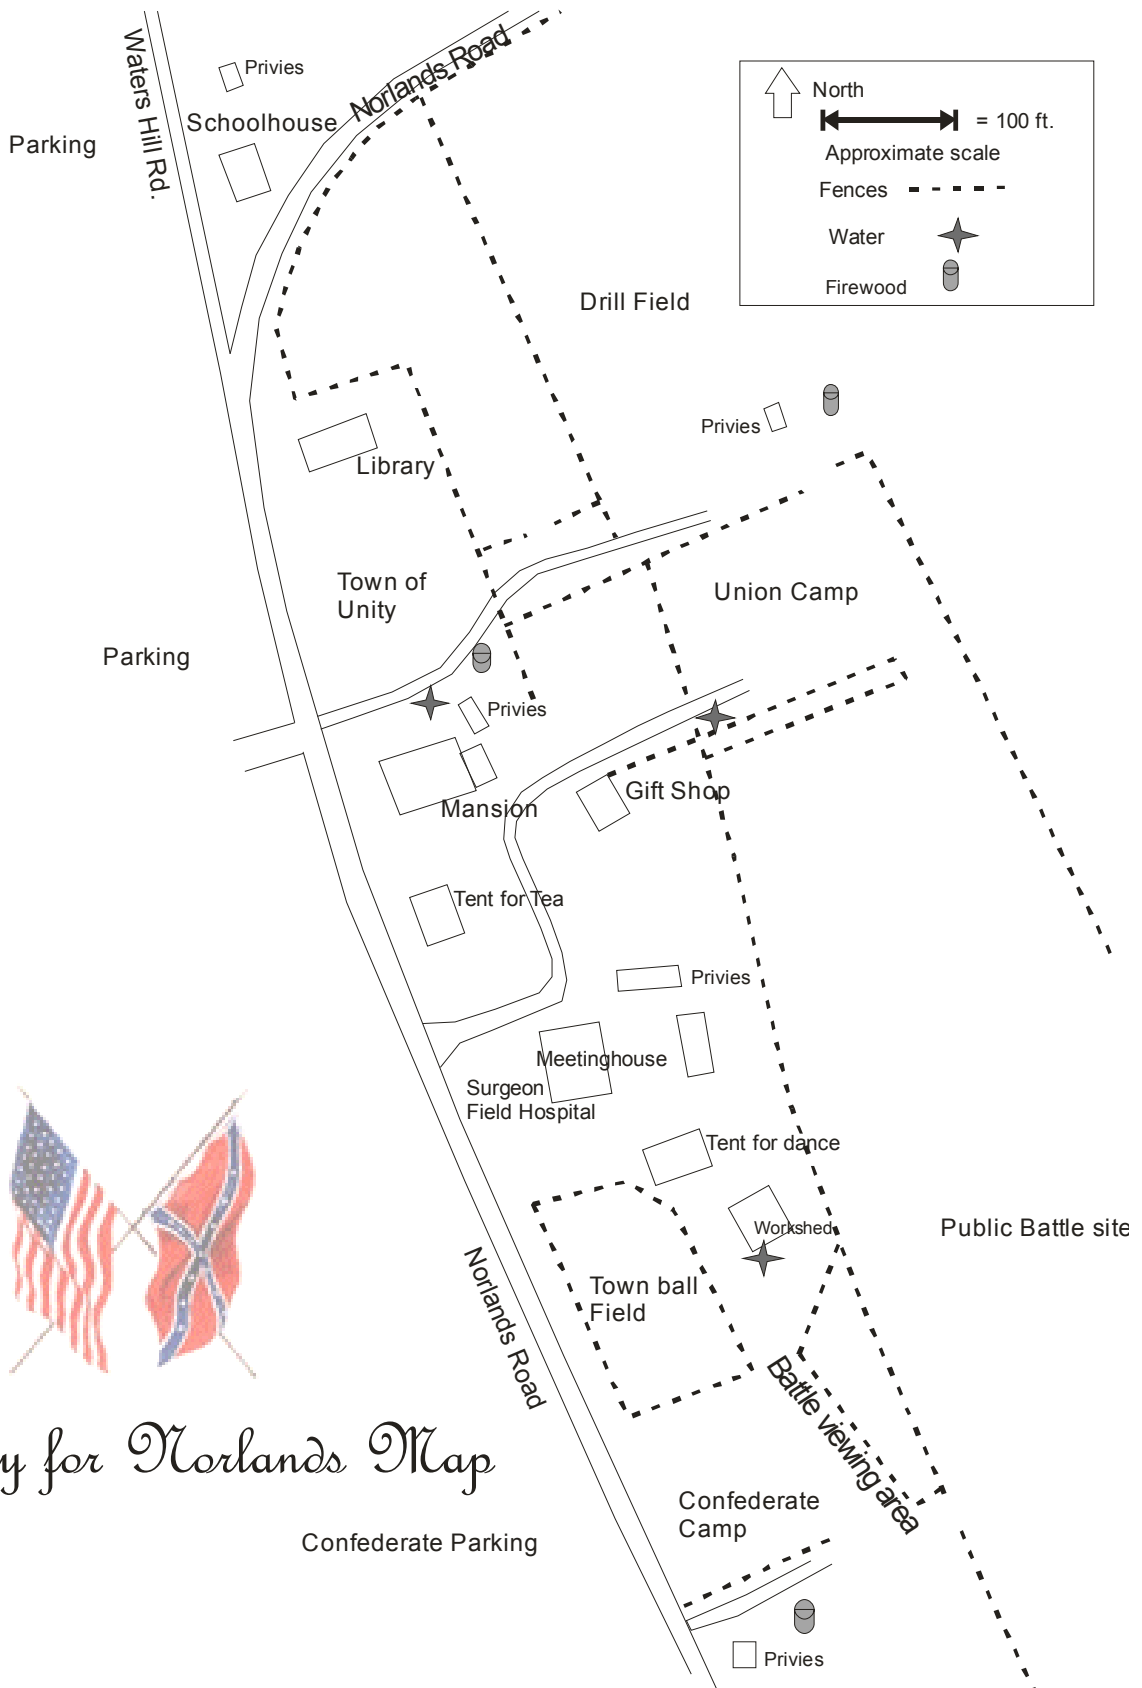 Norlands Road
Waters Hill Rd.
Privies
Schoolhouse
Parking
North
= 100 ft.
Approximate scale
Fences
Water
Firewood
Drill Field
Privies
Library
Town of
Unity
Union Camp
Parking
Privies
Mansion
Gift Shop
Tent for Tea
Privies
Meetinghouse
Surgeon
Field Hospital
Tent for dance
Workshed
Public Battle site
Town ball
Field
Norlands Road
Battle viewing area
y for Norlands Map
Confederate
Camp
Confederate Parking
Privies